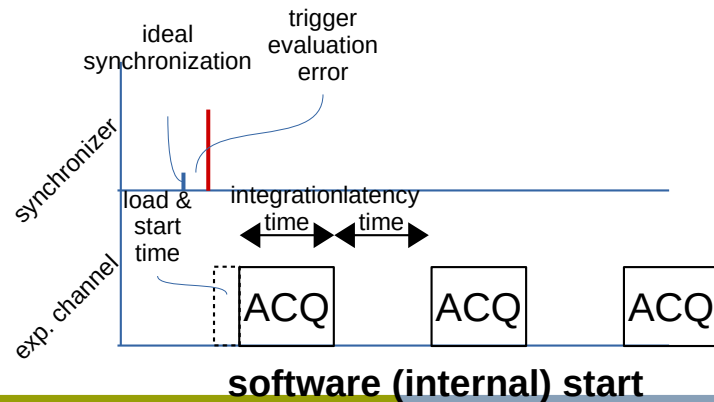 ideal
synchronization
trigger
evaluation
error
synchronizer
load &
start
time
integration
time
latency
time
exp. channel
ACQ
ACQ
ACQ
software (internal) start